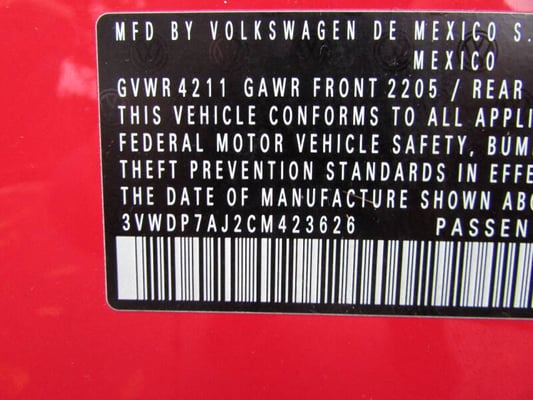 MFD BY VOLKSWAGEN DE MEXICO S.
MEXICO
GVWR 4211 GAWR FRONT 2205 / REAR
THIS VEHICLE CONFORMS TO ALL APPLI
FEDERAL MOTOR VEHICLE SAFETY, BUM
THEFT PREVENTION STANDARDS IN EFFE
THE DATE OF MANUFACTURE SHOWN ABO
3VWDP7AJ2CM423626 PASSEN